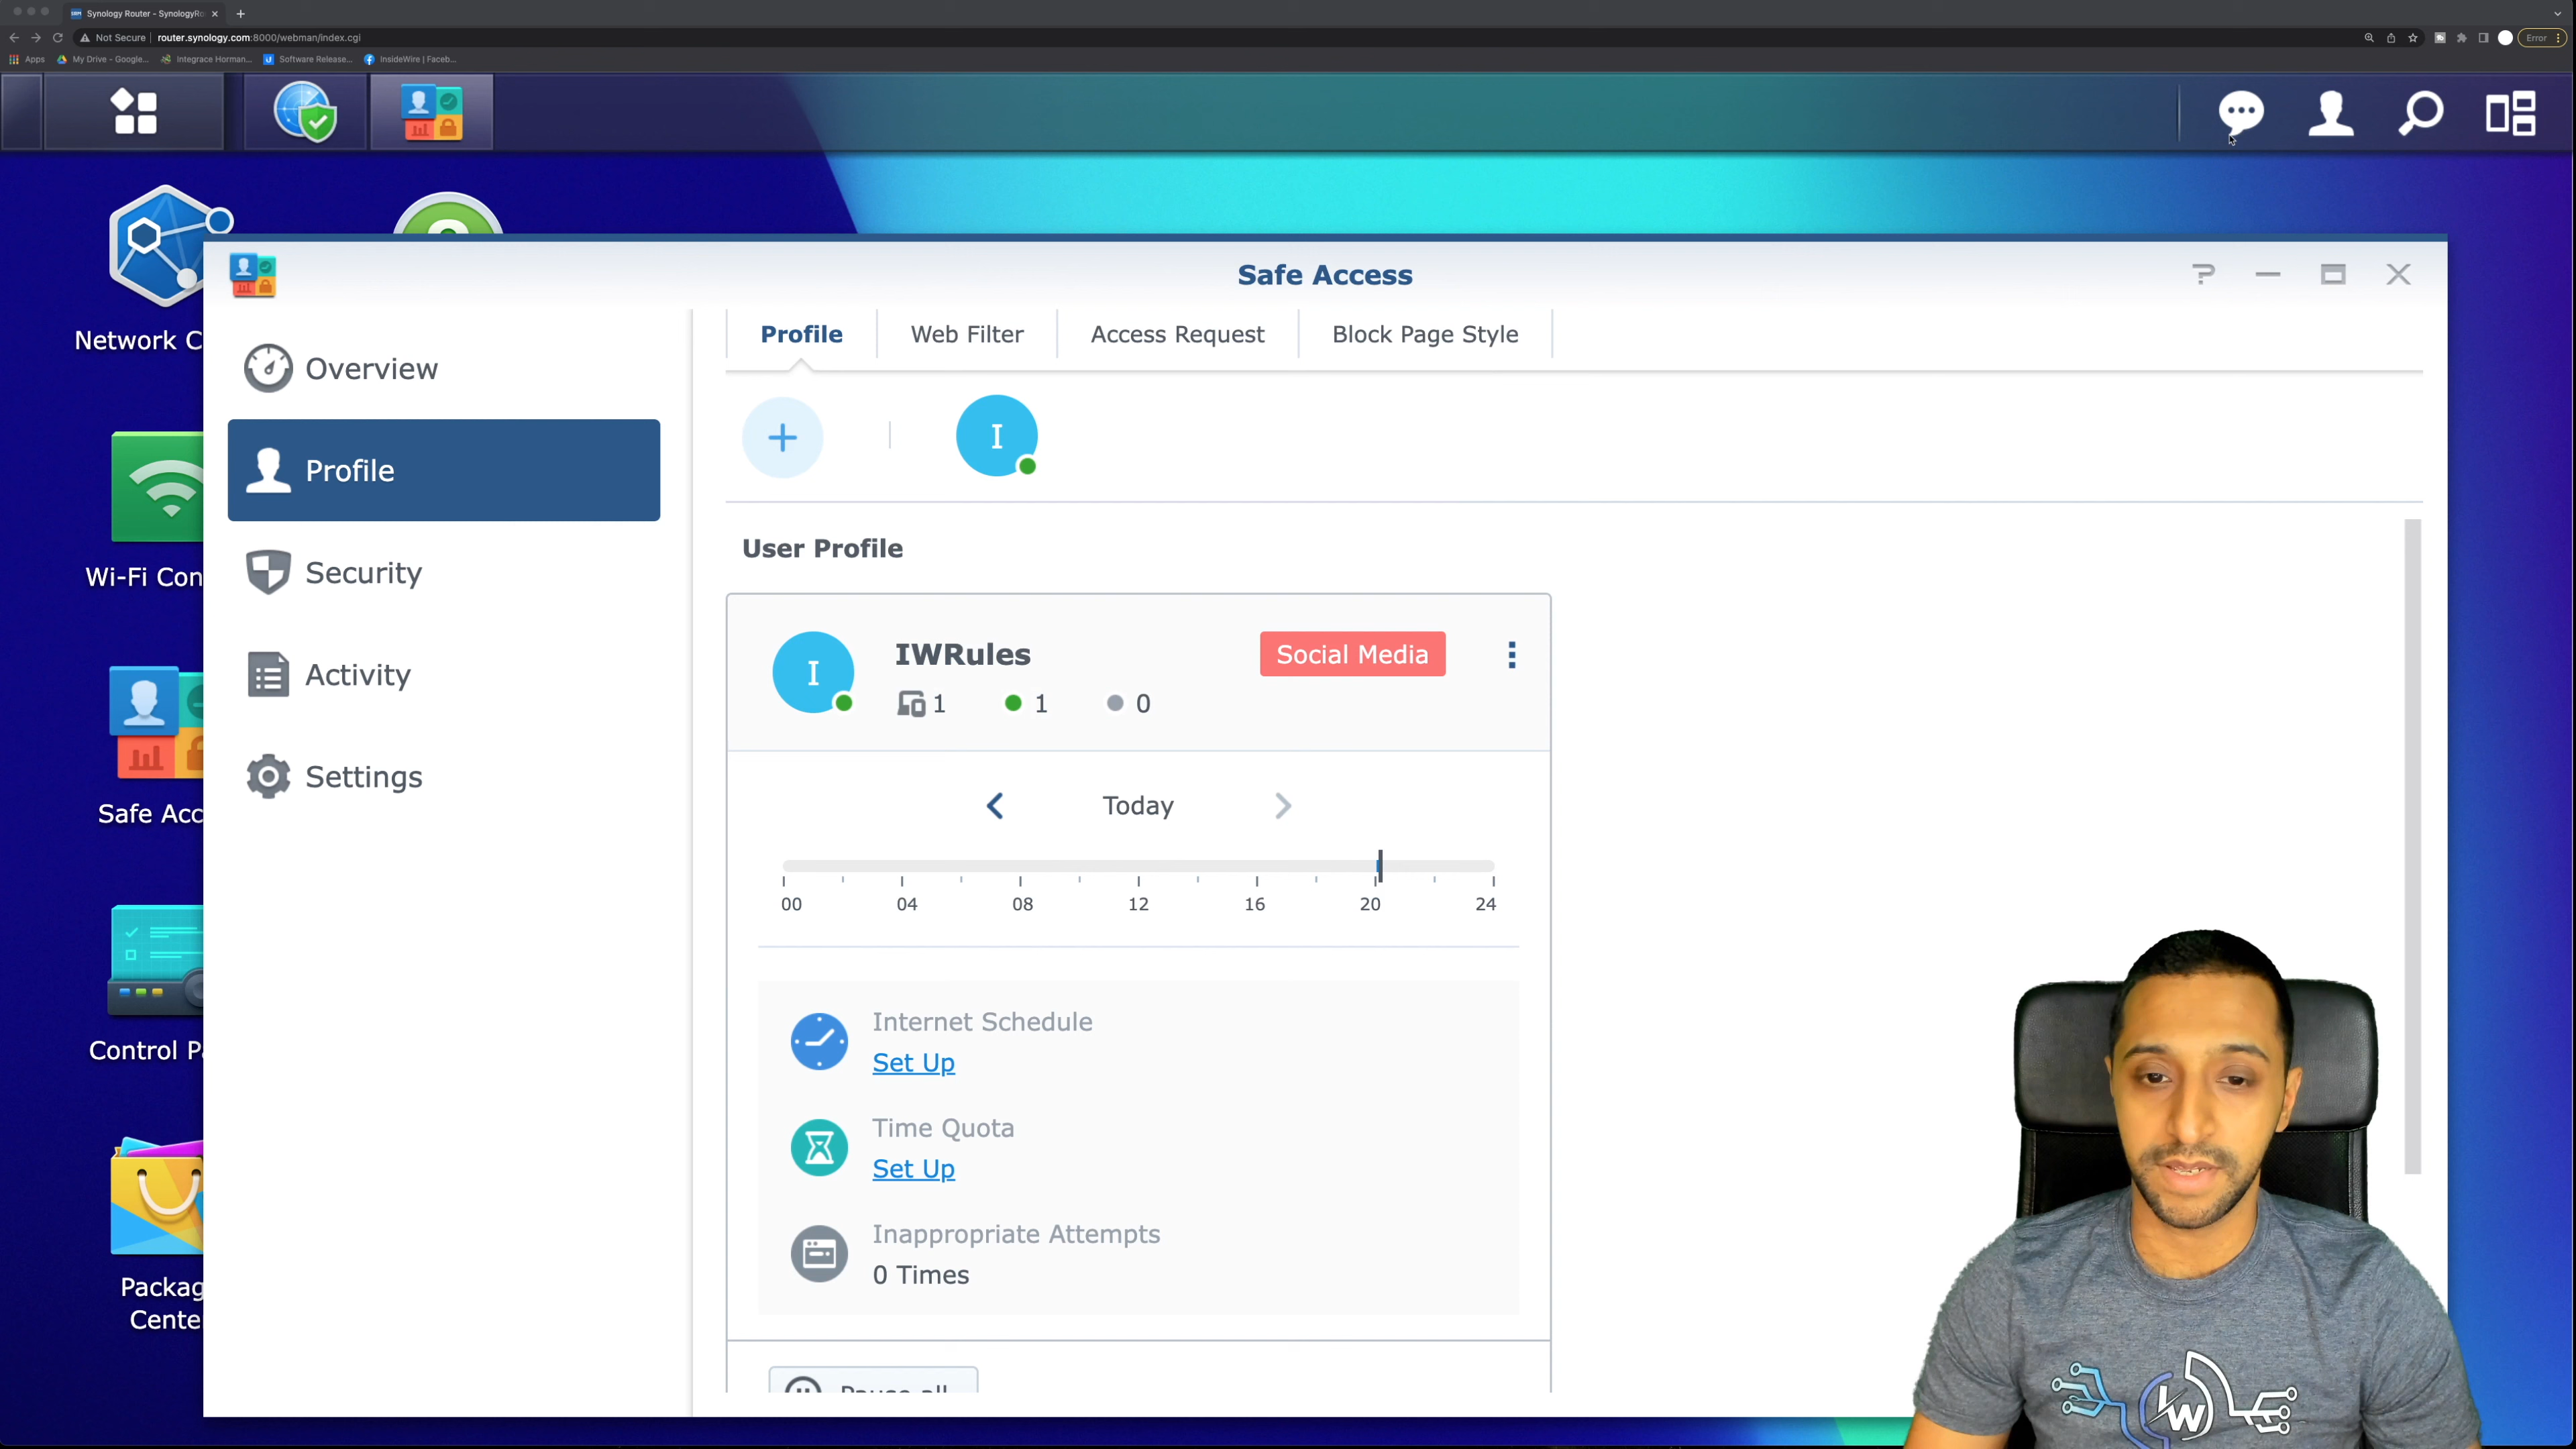 Synology Router - SynologyRo
Not Secure | router.synology.com:8000/webman/index.cgi
Error
Apps
My Drive - Google...
Integrace Horman...
Software Release...
InsideWire | Faceb...
Safe Access
Network C
Wi-Fi Con
Safe Acc
Control P
Packag
Cente
Overview
Profile
Security
Activity
Settings
Profile
Web Filter
Access Request
Block Page Style
I
User Profile
I
IWRules
Social Media
1 1 0
Today
00 04 08 12 16 20 24
Internet Schedule
Set Up
Time Quota
Set Up
Inappropriate Attempts
0 Times
Pause all